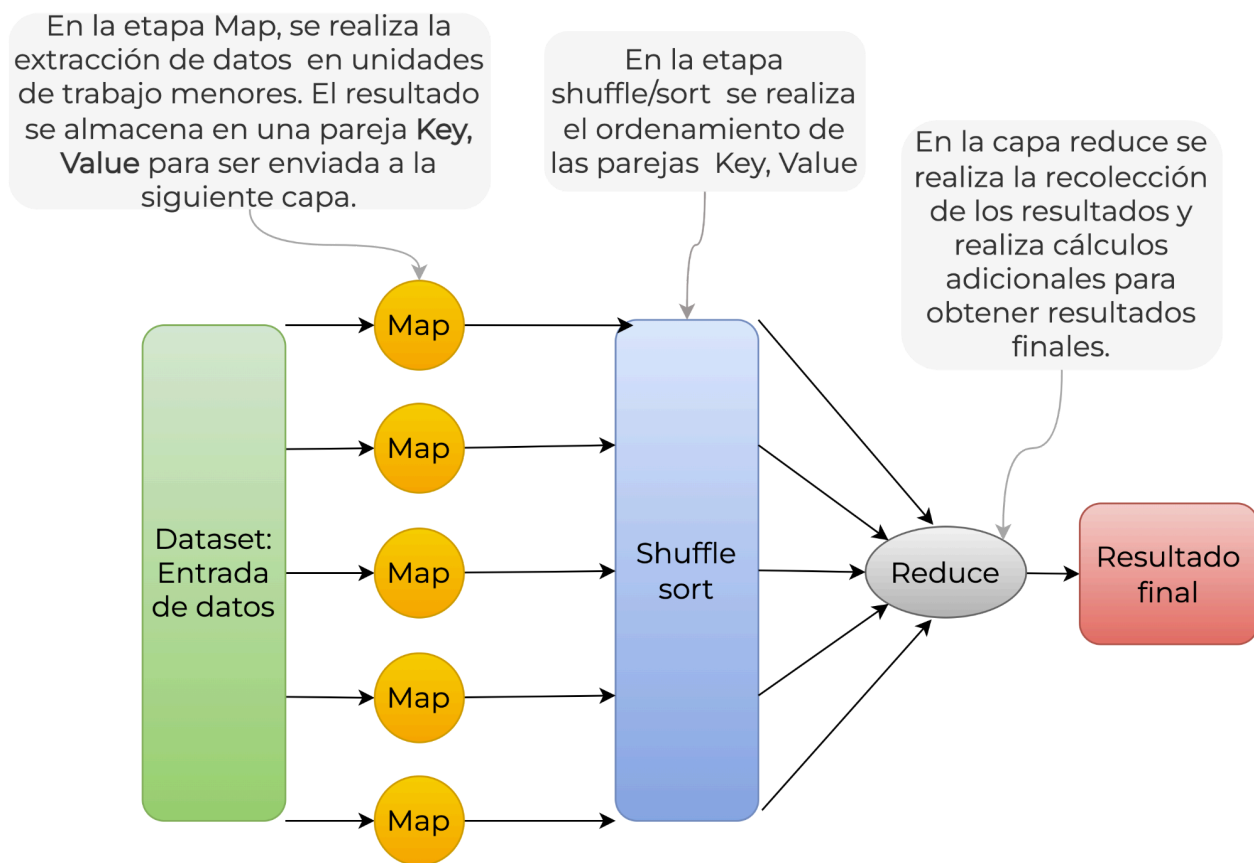 En la etapa Map, se realiza la
extracción de datos en unidades
de trabajo menores. El resultado
se almacena en una pareja Key,
Value para ser enviada a la
siguiente capa.
En la etapa
shuffle/sort se realiza
el ordenamiento de
las parejas Key, Value
En la capa reduce se
realiza la recolección
de los resultados y
realiza cálculos
adicionales para
obtener resultados
finales.
Dataset:
Entrada
de datos
Map
Map
Map
Map
Map
Shuffle
sort
Reduce
Resultado
final